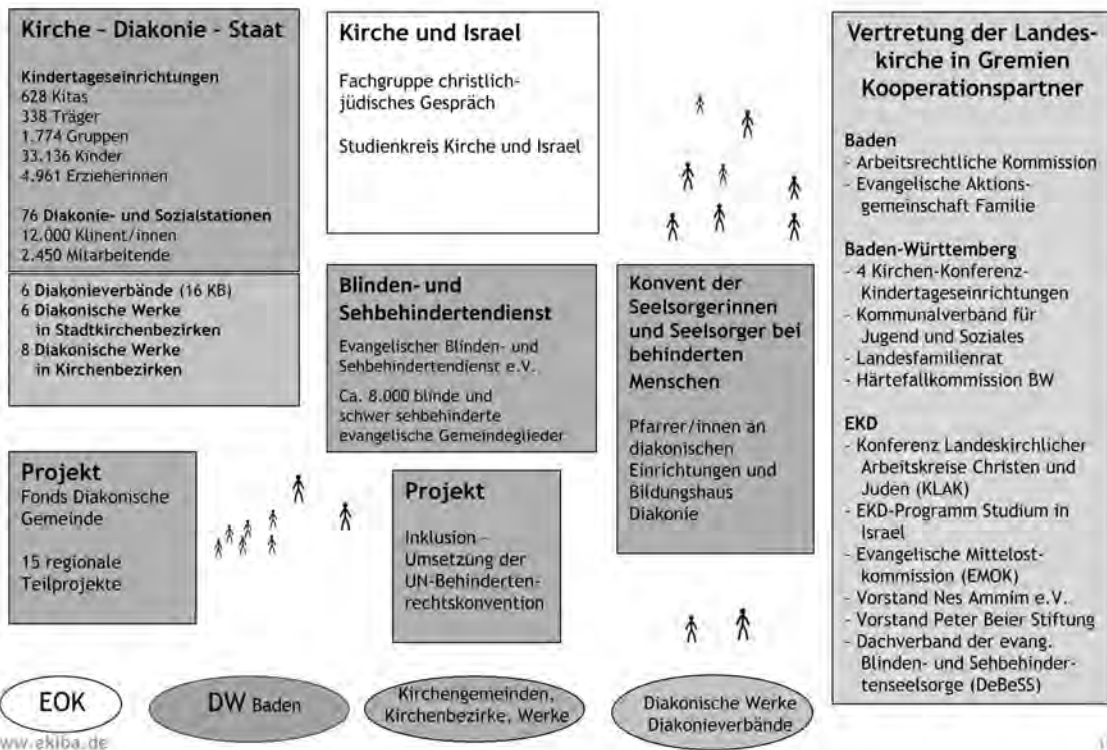 Kirche – Diakonie – Staat
Kindertageseinrichtungen
628 Kitas
338 Träger
1.774 Gruppen
33.136 Kinder
4.961 Erzieherinnen
76 Diakonie- und Sozialstationen
12.000 Klinent/innen
2.450 Mitarbeitende
6 Diakonieverbände (16 KB)
6 Diakonische Werke
in Stadtkirchenbezirken
8 Diakonische Werke
in Kirchenbezirken
Projekt
Fonds Diakonische
Gemeinde
15 regionale
Teilprojekte
Kirche und Israel
Fachgruppe christlich-
jüdisches Gespräch
Studienkreis Kirche und Israel
Blinden- und
Sehbehindertendienst
Evangelischer Blinden- und
Sehbehindertendienst e.V.
Ca. 8.000 blinde und
schwer sehbehinderte
evangelische Gemeindeglieder
Projekt
Inklusion –
Umsetzung der
UN-Behinderten-
rechtskonvention
Konvent der
Seelsorgerinnen
und Seelsorger bei
behinderten
Menschen
Pfarrer/innen an
diakonischen
Einrichtungen und
Bildungshaus
Diakonie
Vertretung der Landes-
kirche in Gremien
Kooperationspartner
Baden
- Arbeitsrechtliche Kommission
- Evangelische Aktions-
gemeinschaft Familie
Baden-Württemberg
- 4 Kirchen-Konferenz-
Kindertageseinrichtungen
- Kommunalverband für
Jugend und Soziales
- Landesfamilienrat
- Härtefallkommission BW
EKD
- Konferenz Landeskirchlicher
Arbeitskreise Christen und
Juden (KLAK)
- EKD-Programm Studium in
Israel
- Evangelische Mittelost-
kommission (EMOK)
- Vorstand Nes Ammim e.V.
- Vorstand Peter Beier Stiftung
- Dachverband der evang.
Blinden- und Sehbehinder-
tenseelsorge (DeBeSS)
EOK
DW Baden
Kirchengemeinden,
Kirchenbezirke, Werke
Diakonische Werke
Diakonieverbände
ww.ekiba.de